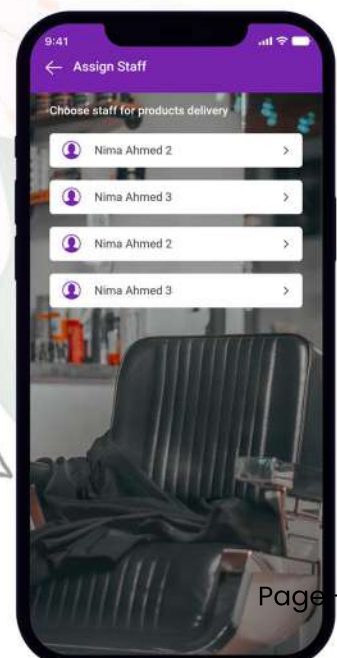 9:41
Assign Staff
Choose staff for products delivery
Nima Ahmed 2
Nima Ahmed 3
Nima Ahmed 2
Nima Ahmed 3
Page